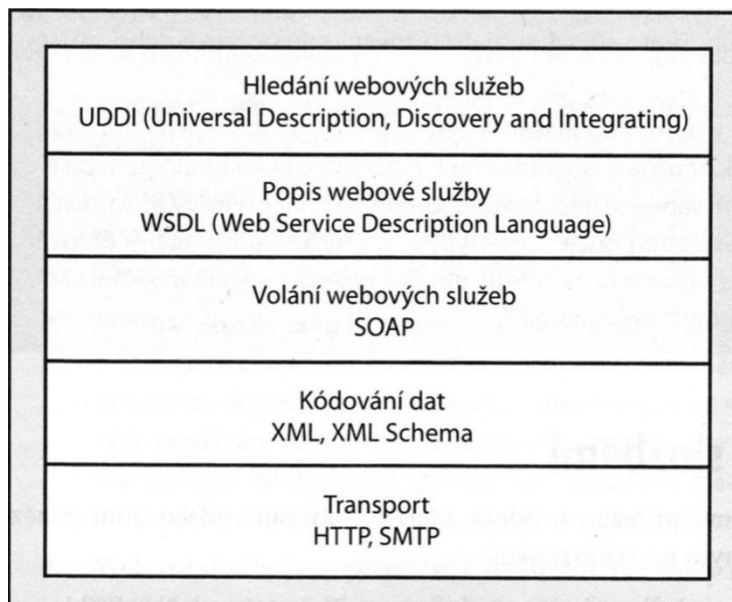 Hledání webových služeb
UDDI (Universal Description, Discovery and Integrating)
Popis webové služby
WSDL (Web Service Description Language)
Volání webových služeb
SOAP
Kódování dat
XML, XML Schema
Transport
HTTP, SMTP